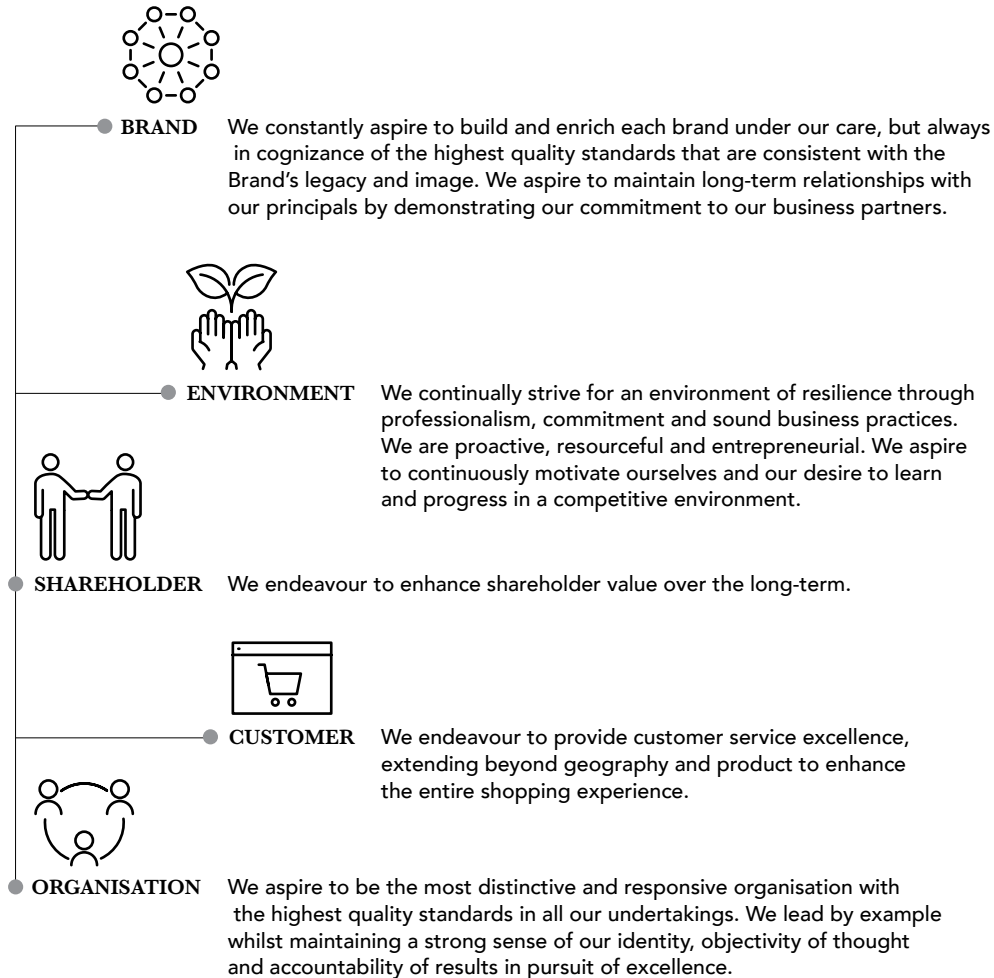 BRAND
We constantly aspire to build and enrich each brand under our care, but always
in cognizance of the highest quality standards that are consistent with the
Brand’s legacy and image. We aspire to maintain long-term relationships with
our principals by demonstrating our commitment to our business partners.
ENVIRONMENT
We continually strive for an environment of resilience through
professionalism, commitment and sound business practices.
We are proactive, resourceful and entrepreneurial. We aspire
to continuously motivate ourselves and our desire to learn
and progress in a competitive environment.
SHAREHOLDER
We endeavour to enhance shareholder value over the long-term.
CUSTOMER
We endeavour to provide customer service excellence,
extending beyond geography and product to enhance
the entire shopping experience.
ORGANISATION
We aspire to be the most distinctive and responsive organisation with
the highest quality standards in all our undertakings. We lead by example
whilst maintaining a strong sense of our identity, objectivity of thought
and accountability of results in pursuit of excellence.